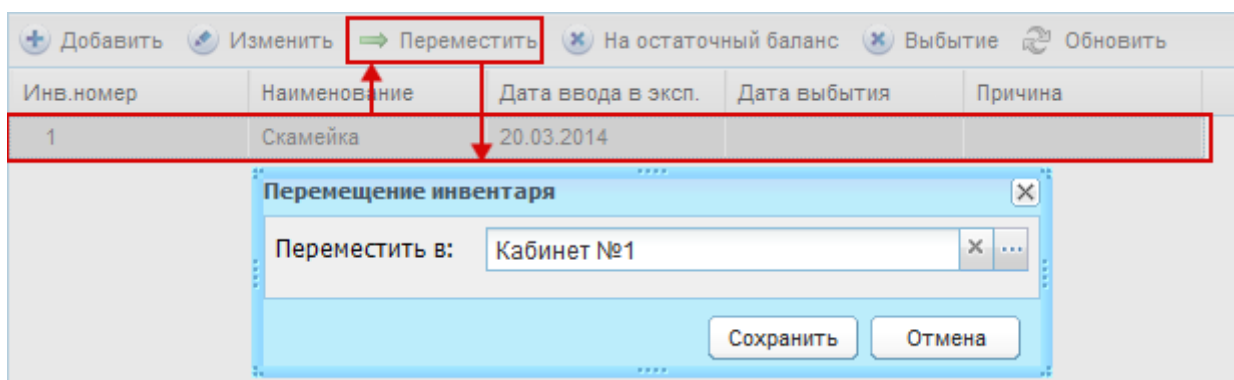 Добавить Изменить Переместить На остаточный баланс Выбытие Обновить
Инв.номер Наименование Дата ввода в эксп. Дата выбытия Причина
1 Скамейка 20.03.2014
Перемещение инвентаря
Переместить в: Кабинет №1
Сохранить Отмена